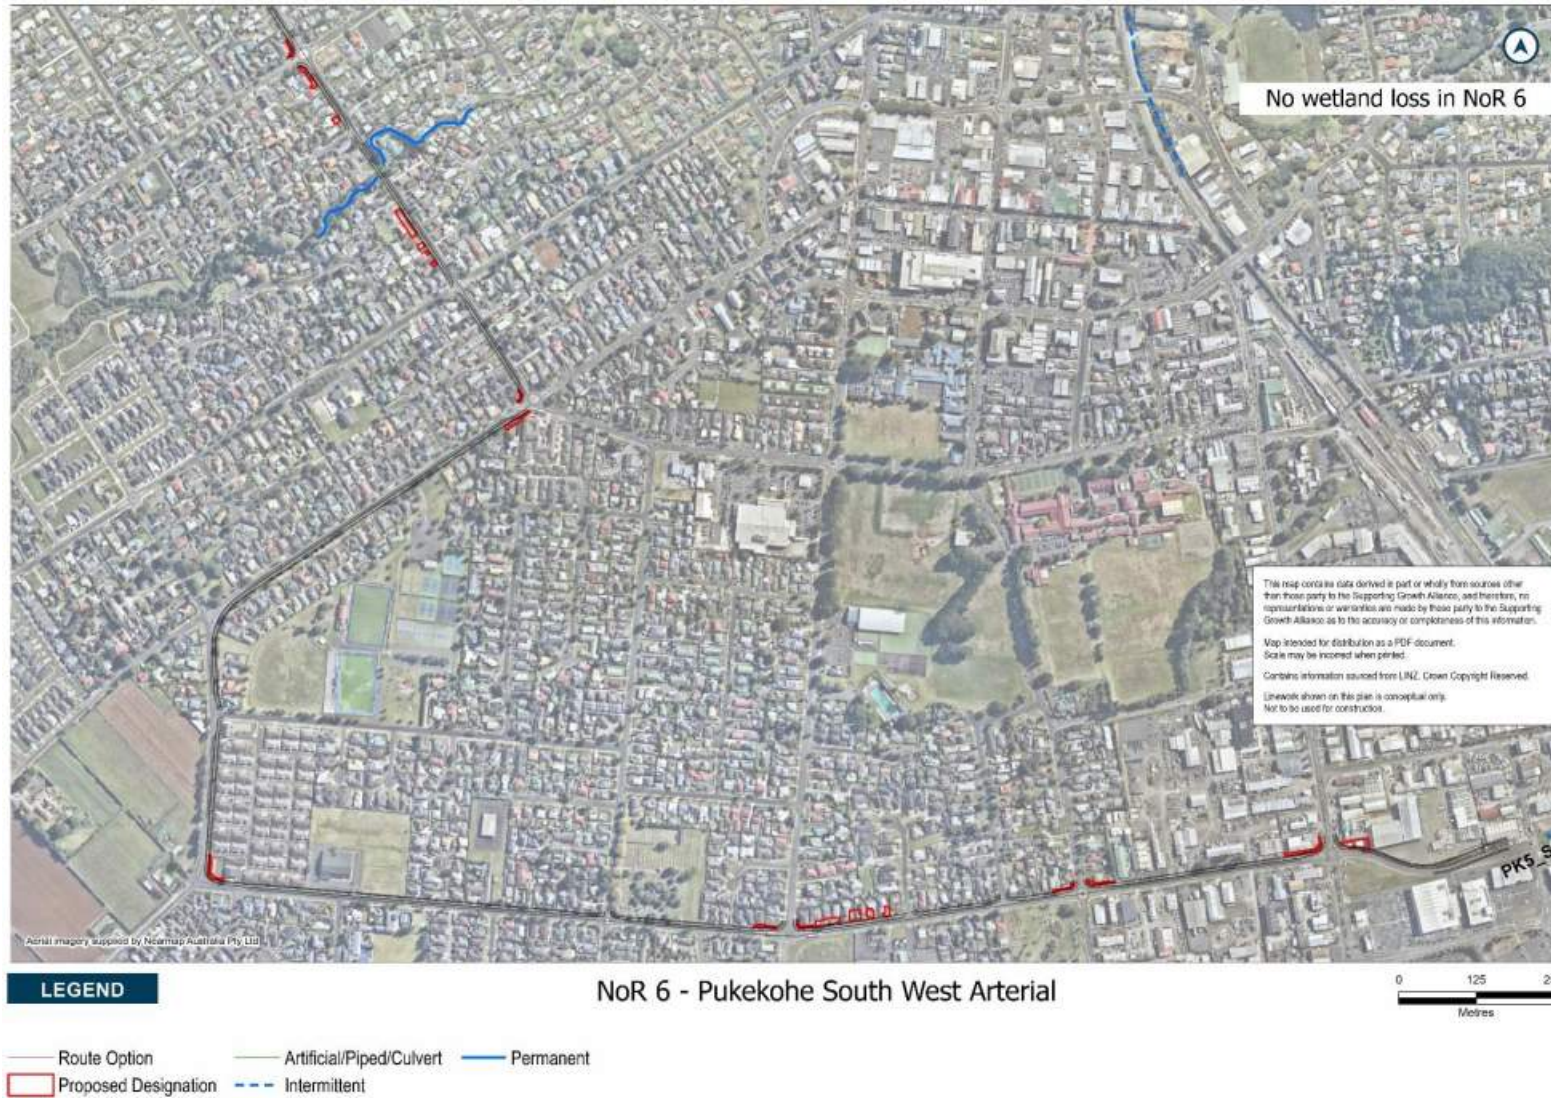 No wetland loss in NoR 6
This map contains data derived in part or wholly from sources other
than those party to the Supporting Growth Alliance, and therefore, no
representations or warranties are made by those party to the Supporting
Growth Alliance as to the accuracy or completeness of this information.
Map intended for distribution as a PDF document.
Scale may be incorrect when printed.
Contains information sourced from LINZ. Crown Copyright Reserved.
Linework shown on this plan is conceptual only.
Not to be used for construction.
PK5_S
Aerial imagery supplied by Nearmap Australia Pty Ltd
LEGEND
NoR 6 - Pukekohe South West Arterial
0 125 2
Metres
Route Option Artificial/Piped/Culvert Permanent
Proposed Designation Intermittent